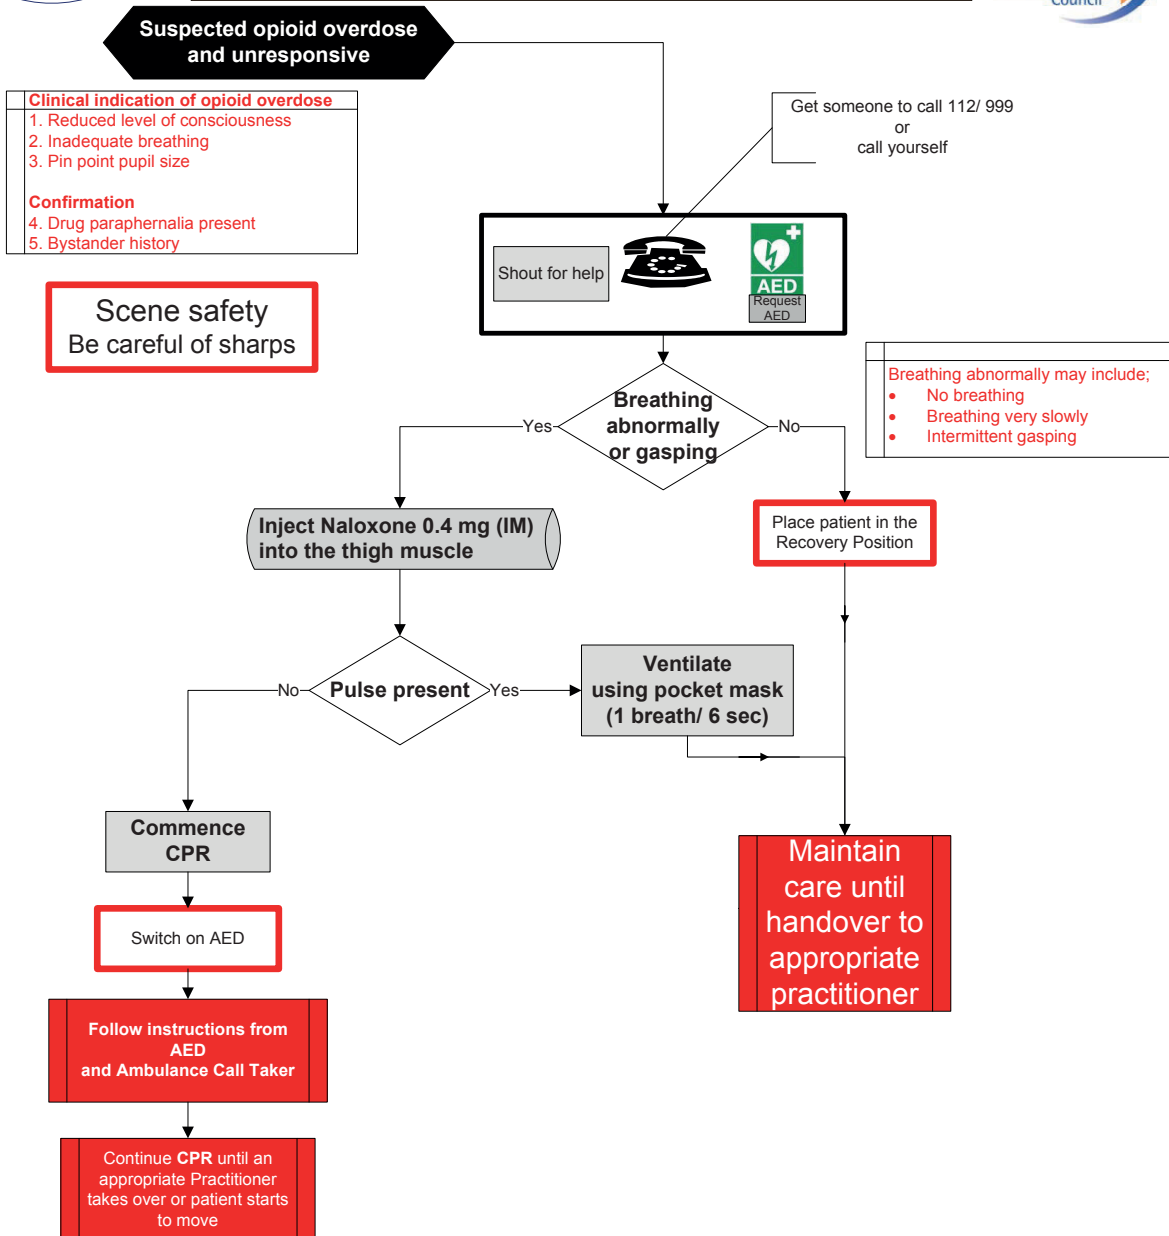 Council
Suspected opioid overdose
and unresponsive
Clinical indication of opioid overdose
1. Reduced level of consciousness
2. Inadequate breathing
3. Pin point pupil size
Confirmation
4. Drug paraphernalia present
5. Bystander history
Get someone to call 112/ 999
or
call yourself
Shout for help
AED
Request
AED
Scene safety
Be careful of sharps
Breathing abnormally may include;
• No breathing
• Breathing very slowly
• Intermittent gasping
Breathing
abnormally
or gasping
Yes
No
Inject Naloxone 0.4 mg (IM)
into the thigh muscle
Place patient in the
Recovery Position
Pulse present
No
Yes
Ventilate
using pocket mask
(1 breath/ 6 sec)
Commence
CPR
Switch on AED
Follow instructions from
AED
and Ambulance Call Taker
Continue CPR until an
appropriate Practitioner
takes over or patient starts
to move
Maintain
care until
handover to
appropriate
practitioner